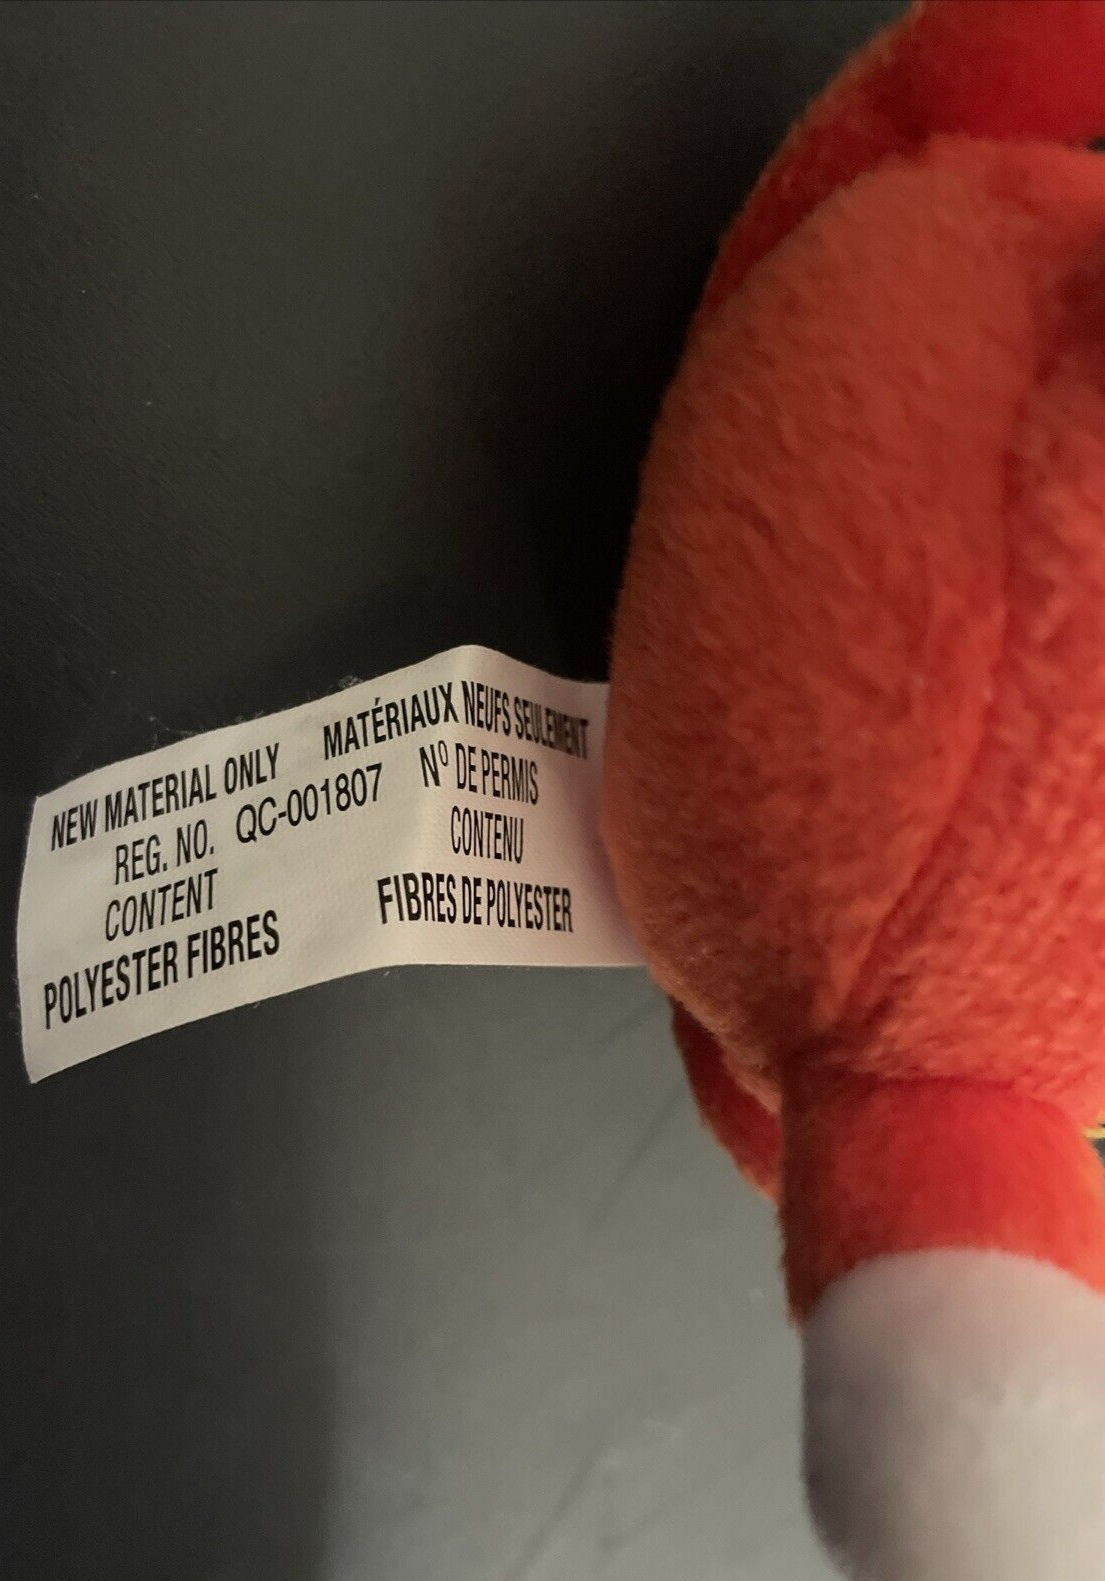 NEW MATERIAL ONLY MATÉRIAUX NEUFS SEULEMENT
REG. NO. QC-001807 Nº DE PERMIS
CONTENT CONTENU
POLYESTER FIBRES FIBRES DE POLYESTER